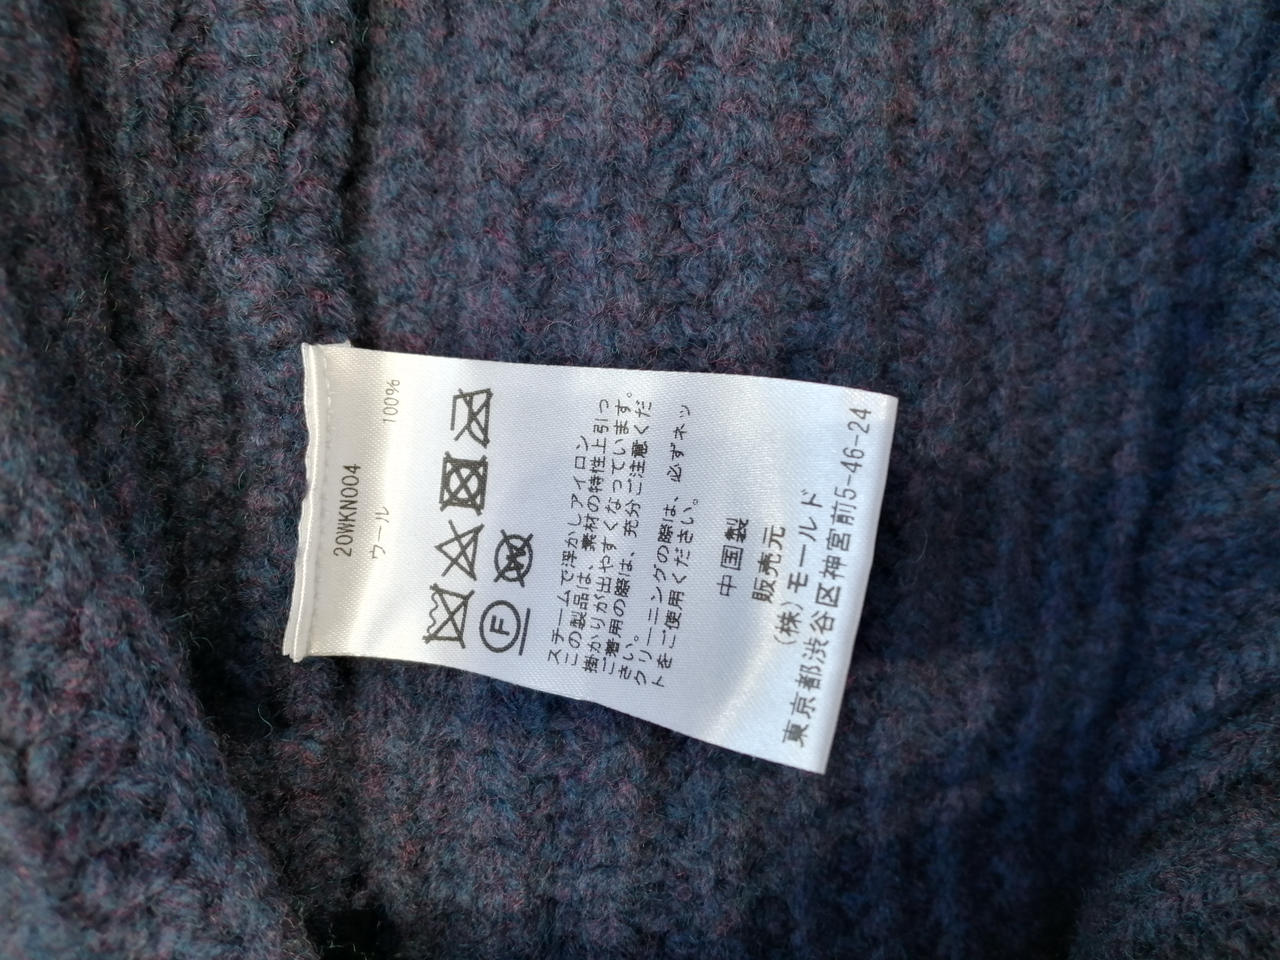 20WKN004
ウール 100%
F
W
スチームで浮かしアイロン
この製品は、素材の特性上引っ
掛かりが出やすくなっています。
ご着用の際は、充分ご注意くだ
さい。
クリーニングの際は、必ずネッ
トをご使用ください。
中国製
販売元
(株)モールド
東京都渋谷区神宮前5-46-24